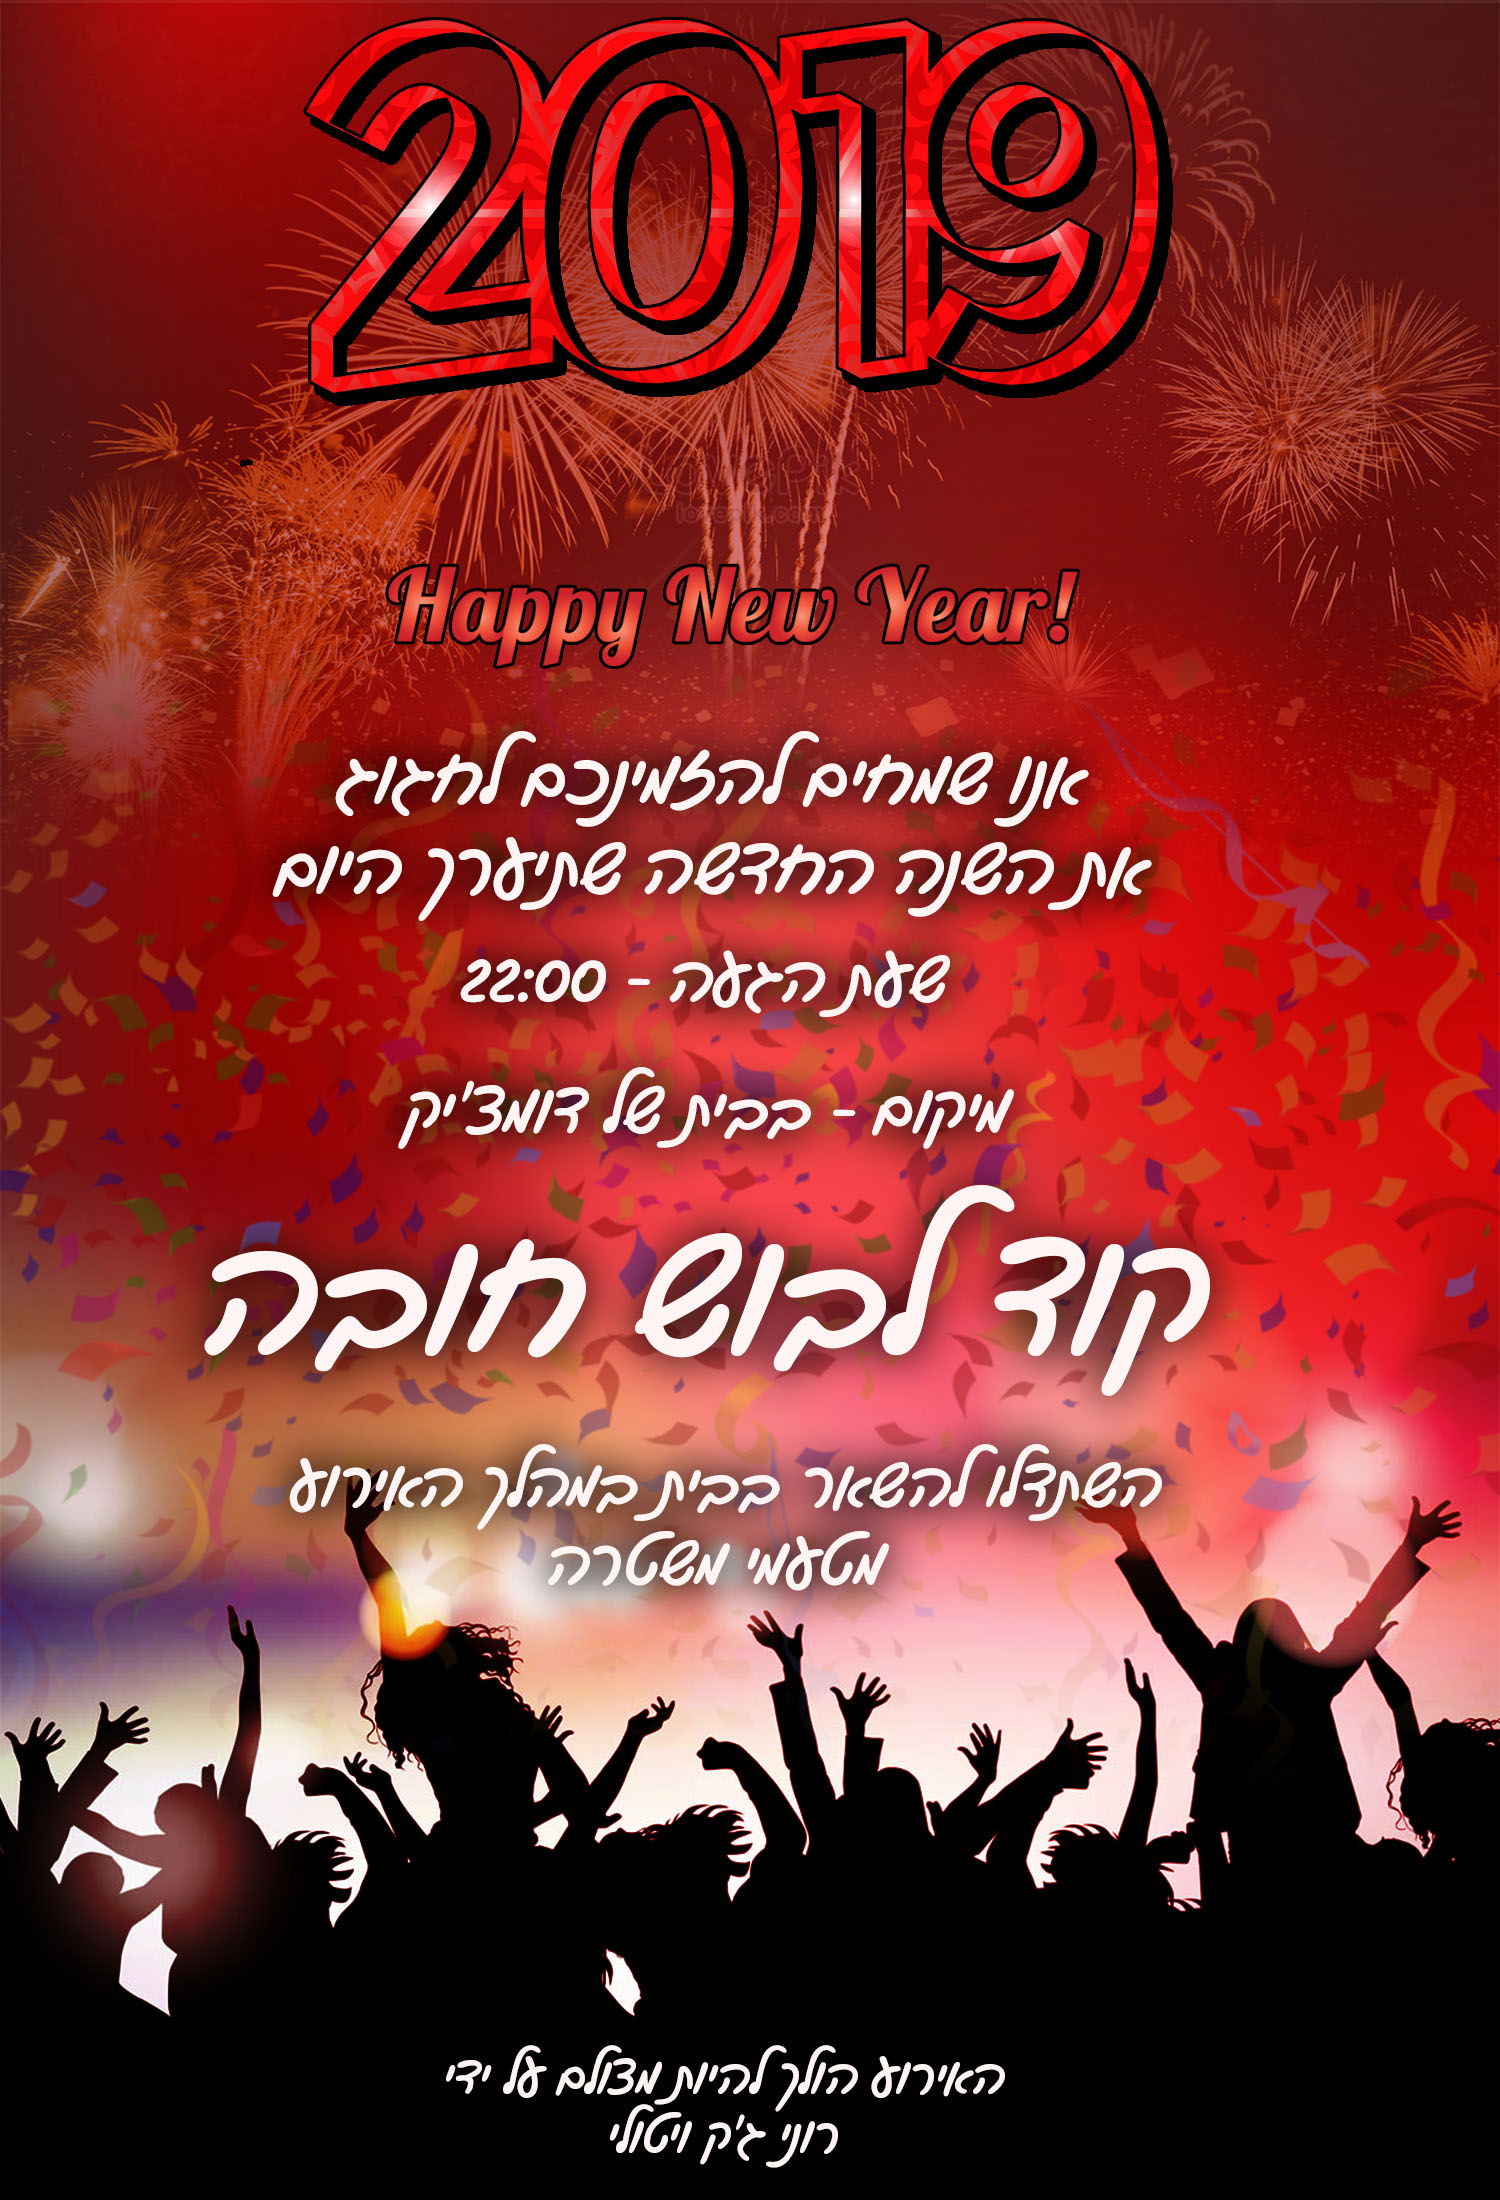 2019
Happy New Year!
אנו שמחים להזמינכם לחגוג
את השנה החדשה שתיערך היום
שעת הגעה - 22:00
מיקום - בבית של דומצ'יק
קוד לבוש חובה
השתדלו להשאר בבית במהלך האירוע
מטעמי משטרה
האירוע הולך להיות מצולם על ידי
רוני ג'ק ויטולי